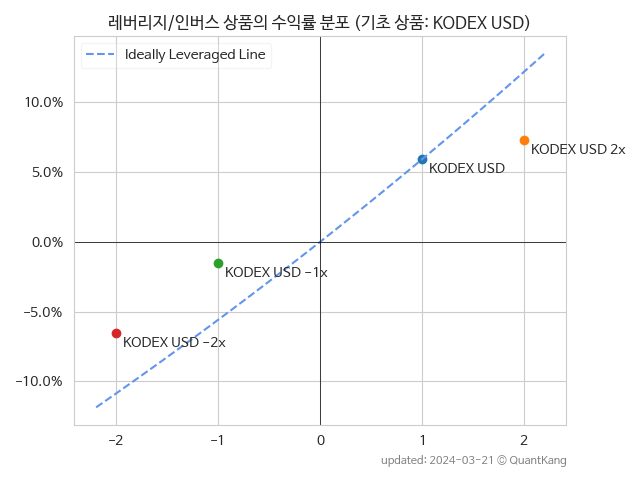 레버리지/인버스 상품의 수익률 분포 (기초 상품: KODEX USD)
Ideally Leveraged Line
10.0%
5.0%
0.0%
−5.0%
−10.0%
KODEX USD 2x
KODEX USD
KODEX USD −1x
KODEX USD −2x
−2
−1
0
1
2
updated: 2024-03-21 © QuantKang